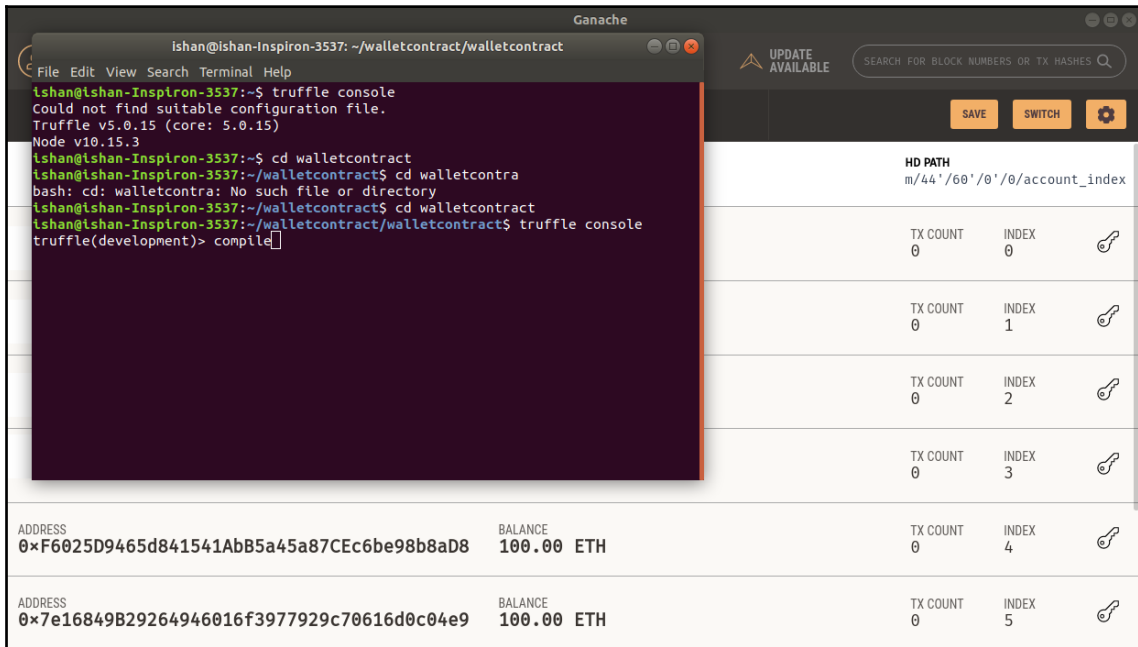 Ganache
ishan@ishan-Inspiron-3537: ~/walletcontract/walletcontract
UPDATE
AVAILABLE
SEARCH FOR BLOCK NUMBERS OR TX HASHES
File Edit View Search Terminal Help
ishan@ishan-Inspiron-3537:~$ truffle console
Could not find suitable configuration file.
Truffle v5.0.15 (core: 5.0.15)
Node v10.15.3
ishan@ishan-Inspiron-3537:~$ cd walletcontract
ishan@ishan-Inspiron-3537:~/walletcontract$ cd walletcontra
bash: cd: walletcontra: No such file or directory
ishan@ishan-Inspiron-3537:~/walletcontract$ cd walletcontract
ishan@ishan-Inspiron-3537:~/walletcontract/walletcontract$ truffle console
truffle(development)> compile
SAVE SWITCH
HD PATH
m/44'/60'/0'/0/account_index
TX COUNT INDEX
0 0
TX COUNT INDEX
0 1
TX COUNT INDEX
0 2
TX COUNT INDEX
0 3
ADDRESS BALANCE TX COUNT INDEX
0×F6025D9465d841541AbB5a45a87CEc6be98b8aD8 100.00 ETH 0 4
ADDRESS BALANCE TX COUNT INDEX
0×7e16849B29264946016f3977929c70616d0c04e9 100.00 ETH 0 5